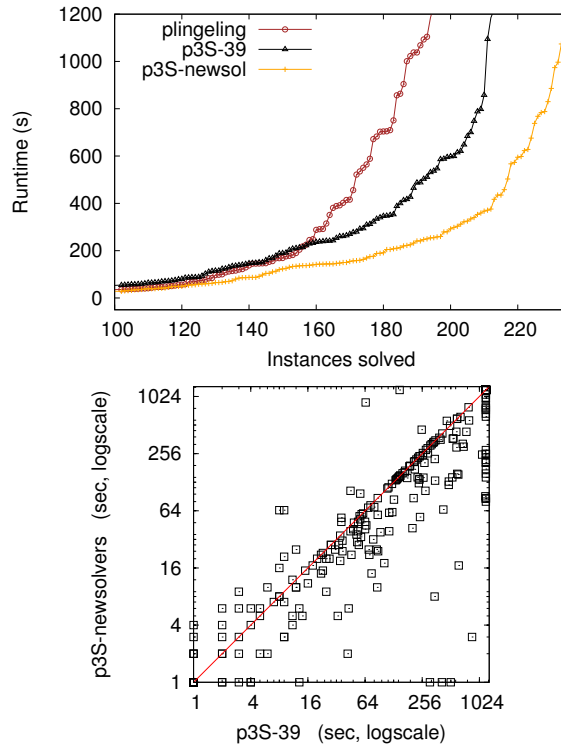 1200
1000
800
600
400
200
0
Runtime (s)
plingeling
p3S-39
p3S-newsol
100 120 140 160 180 200 220
Instances solved
1024
256
64
16
4
1
p3S-newsolvers (sec, logscale)
1 4 16 64 256 1024
p3S-39 (sec, logscale)